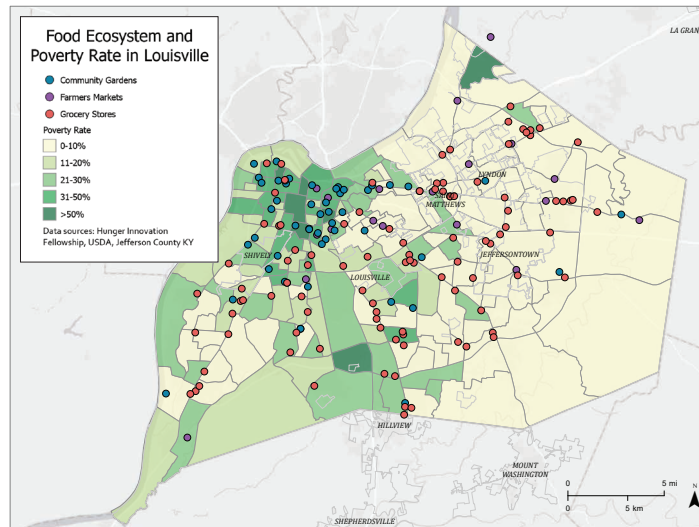 Food Ecosystem and
Poverty Rate in Louisville
Community Gardens
Farmers Markets
Grocery Stores
Poverty Rate
0-10%
11-20%
21-30%
31-50%
>50%
Data sources: Hunger Innovation
Fellowship, USDA, Jefferson County KY
LA GRAN
LYNDON
MATTHEWS
SHIVELY
JEFFERSONTOWN
LOUISVILLE
HILLVIEW
MOUNT
WASHINGTON
SHEPHERDSVILLE
0 5 mi
0 5 km
N